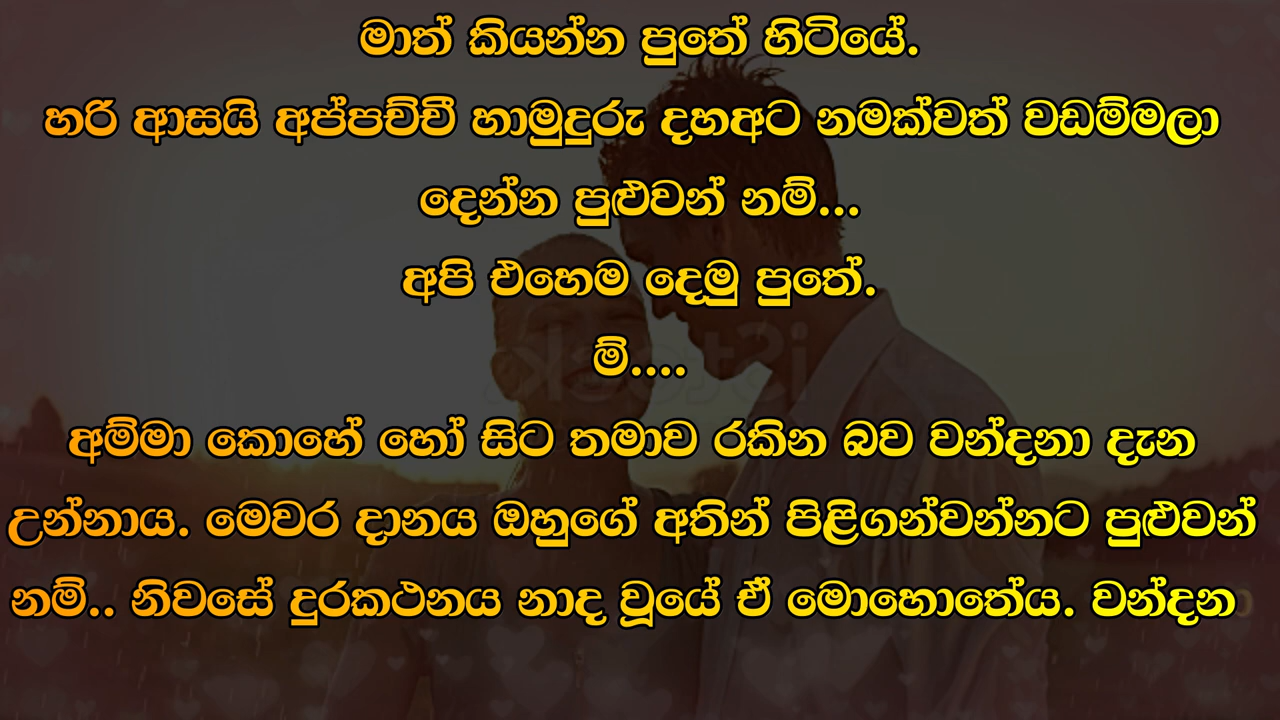 මාත් කියන්න පුතේ හිටියේ.
හරි ආසයි අප්පච්චී හාමුදුරු දහඅට නමක්වත් වඩම්මලා
දෙන්න පුළුවන් නම්...
අපි එහෙම දෙමු පුතේ.
ම්....
අම්මා කොහේ හෝ සිට තමාව රකින බව වන්දනා දැන
උන්නාය. මෙවර දානය ඔහුගේ අතින් පිළිගන්වන්නට පුළුවන්
නම්.. නිවසේ දුරකථනය නාද වූයේ ඒ මොහොතේය. වන්දන
iStock